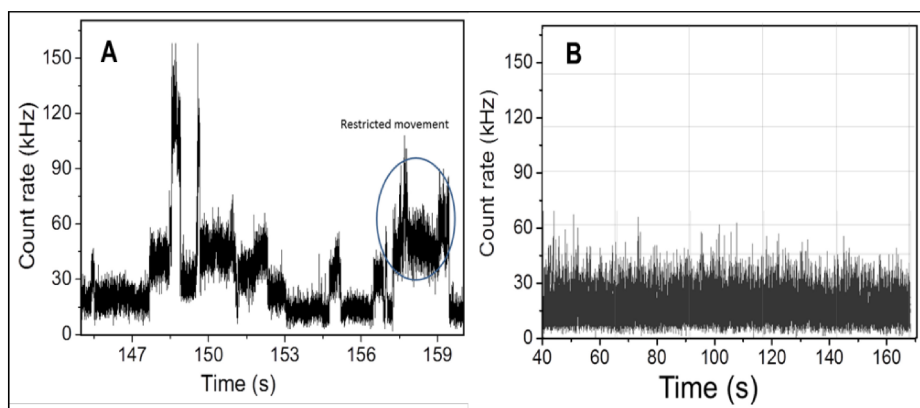 A
Count rate (kHz)
150
120
90
60
30
0
Restricted movement
147 150 153 156 159
Time (s)
B
Count rate (kHz)
150
120
90
60
30
0
40 60 80 100 120 140 160
Time (s)